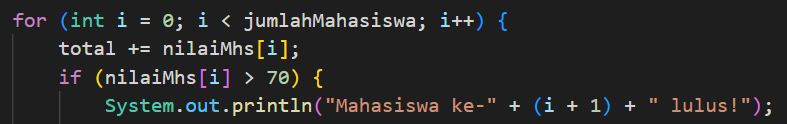 for (int i = 0; i < jumlahMahasiswa; i++) {
    total += nilaiMhs[i];
    if (nilaiMhs[i] > 70) {
        System.out.println("Mahasiswa ke-" + (i + 1) + " lulus!");